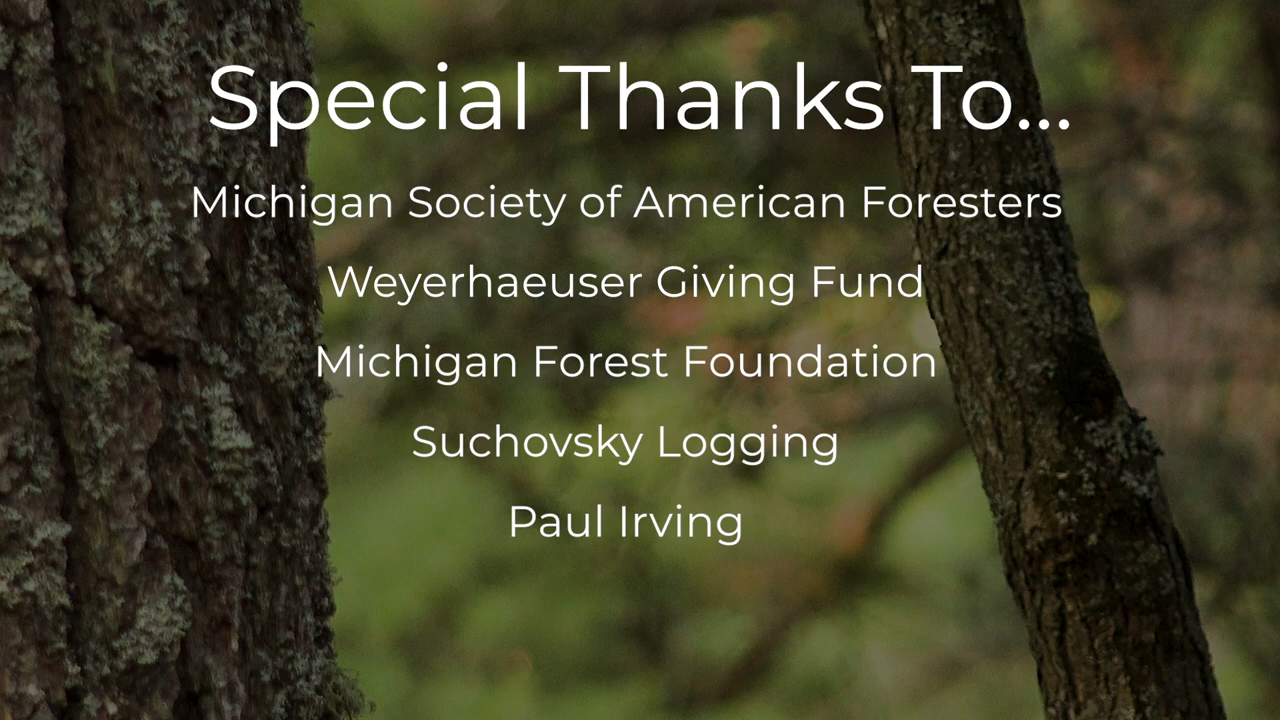 Special Thanks To...
Michigan Society of American Foresters
Weyerhaeuser Giving Fund
Michigan Forest Foundation
Suchovsky Logging
Paul Irving